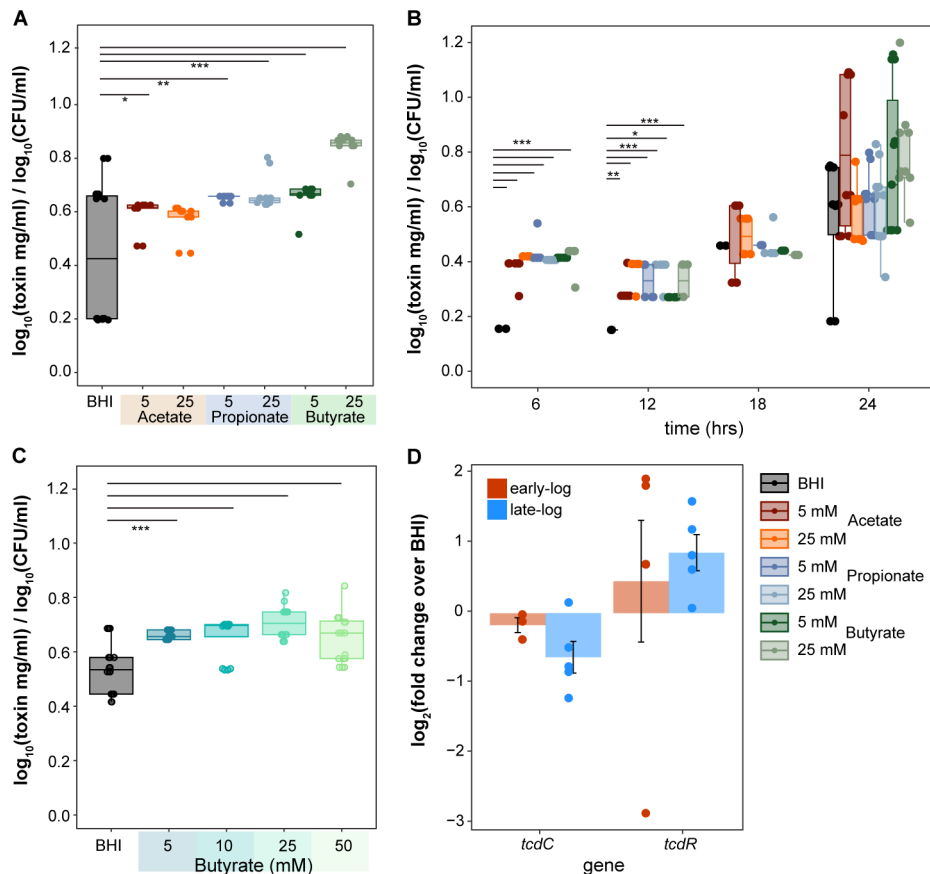 A
log10(toxin mg/ml) / log10(CFU/ml)
1.2
1.0
0.8
0.6
0.4
0.2
0.0
***
**
*
BHI 5 25 5 25 5 25
Acetate Propionate Butyrate
B
log10(toxin mg/ml) / log10(CFU/ml)
1.2
1.0
0.8
0.6
0.4
0.2
0.0
***
***
*
***
**
6 12 18 24
time (hrs)
C
log10(toxin mg/ml) / log10(CFU/ml)
1.2
1.0
0.8
0.6
0.4
0.2
0.0
***
BHI 5 10 25 50
Butyrate (mM)
D
log2(fold change over BHI)
2
1
0
−1
−2
−3
early-log
late-log
tcdC tcdR
gene
BHI
5 mM
Acetate
25 mM
5 mM
Propionate
25 mM
5 mM
Butyrate
25 mM